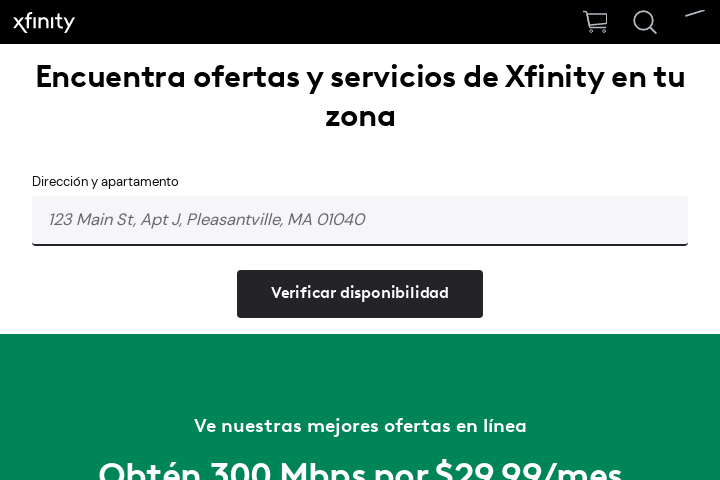 xfinity
Encuentra ofertas y servicios de Xfinity en tu
zona
Dirección y apartamento
123 Main St, Apt J, Pleasantville, MA 01040
Verificar disponibilidad
Ve nuestras mejores ofertas en línea
Obtén 300 Mbps por $29.99/mes